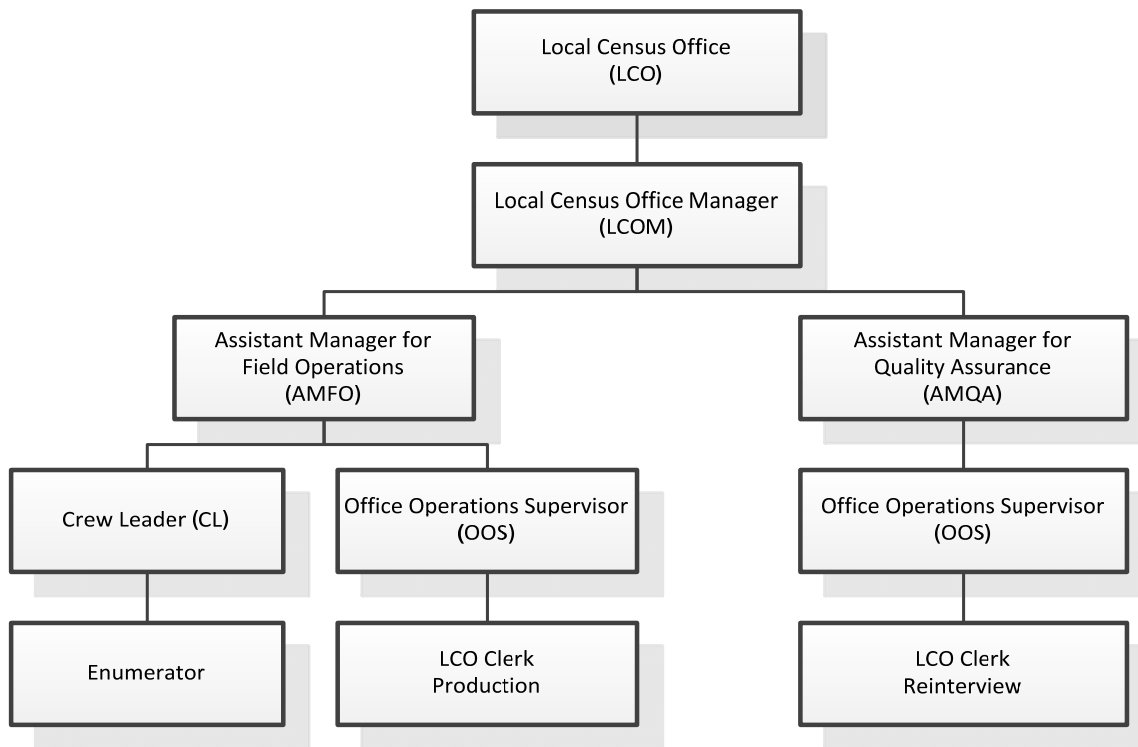 Local Census Office
(LCO)
Local Census Office Manager
(LCOM)
Assistant Manager for
Field Operations
(AMFO)
Assistant Manager for
Quality Assurance
(AMQA)
Crew Leader (CL)
Office Operations Supervisor
(OOS)
Office Operations Supervisor
(OOS)
Enumerator
LCO Clerk
Production
LCO Clerk
Reinterview